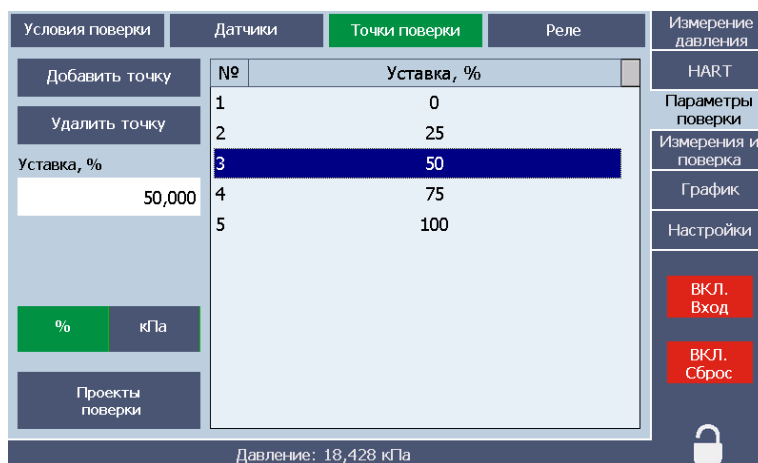 Условия поверки
Датчики
Точки поверки
Реле
Добавить точку
Удалить точку
Уставка, %
50,000
%
кПа
Проекты
поверки
№ Уставка, %
1 0
2 25
3 50
4 75
5 100
Измерение
давления
HART
Параметры
поверки
Измерения и
поверка
График
Настройки
ВКЛ.
Вход
ВКЛ.
Сброс
Давление: 18,428 кПа